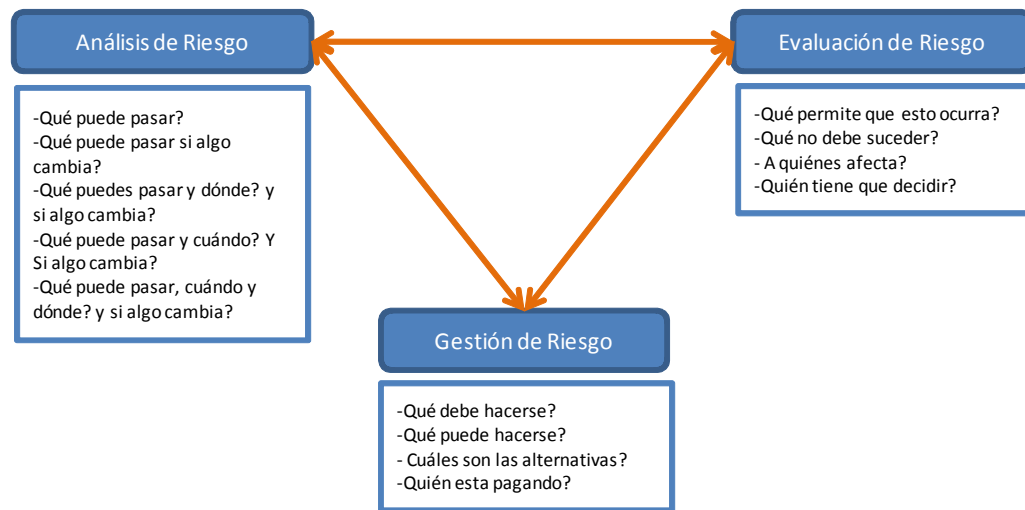 Análisis de Riesgo
-Qué puede pasar?
-Qué puede pasar si algo
cambia?
-Qué puedes pasar y dónde? y
si algo cambia?
-Qué puede pasar y cuándo? Y
Si algo cambia?
-Qué puede pasar, cuándo y
dónde? y si algo cambia?
Evaluación de Riesgo
-Qué permite que esto ocurra?
-Qué no debe suceder?
- A quiénes afecta?
-Quién tiene que decidir?
Gestión de Riesgo
-Qué debe hacerse?
-Qué puede hacerse?
- Cuáles son las alternativas?
-Quién esta pagando?